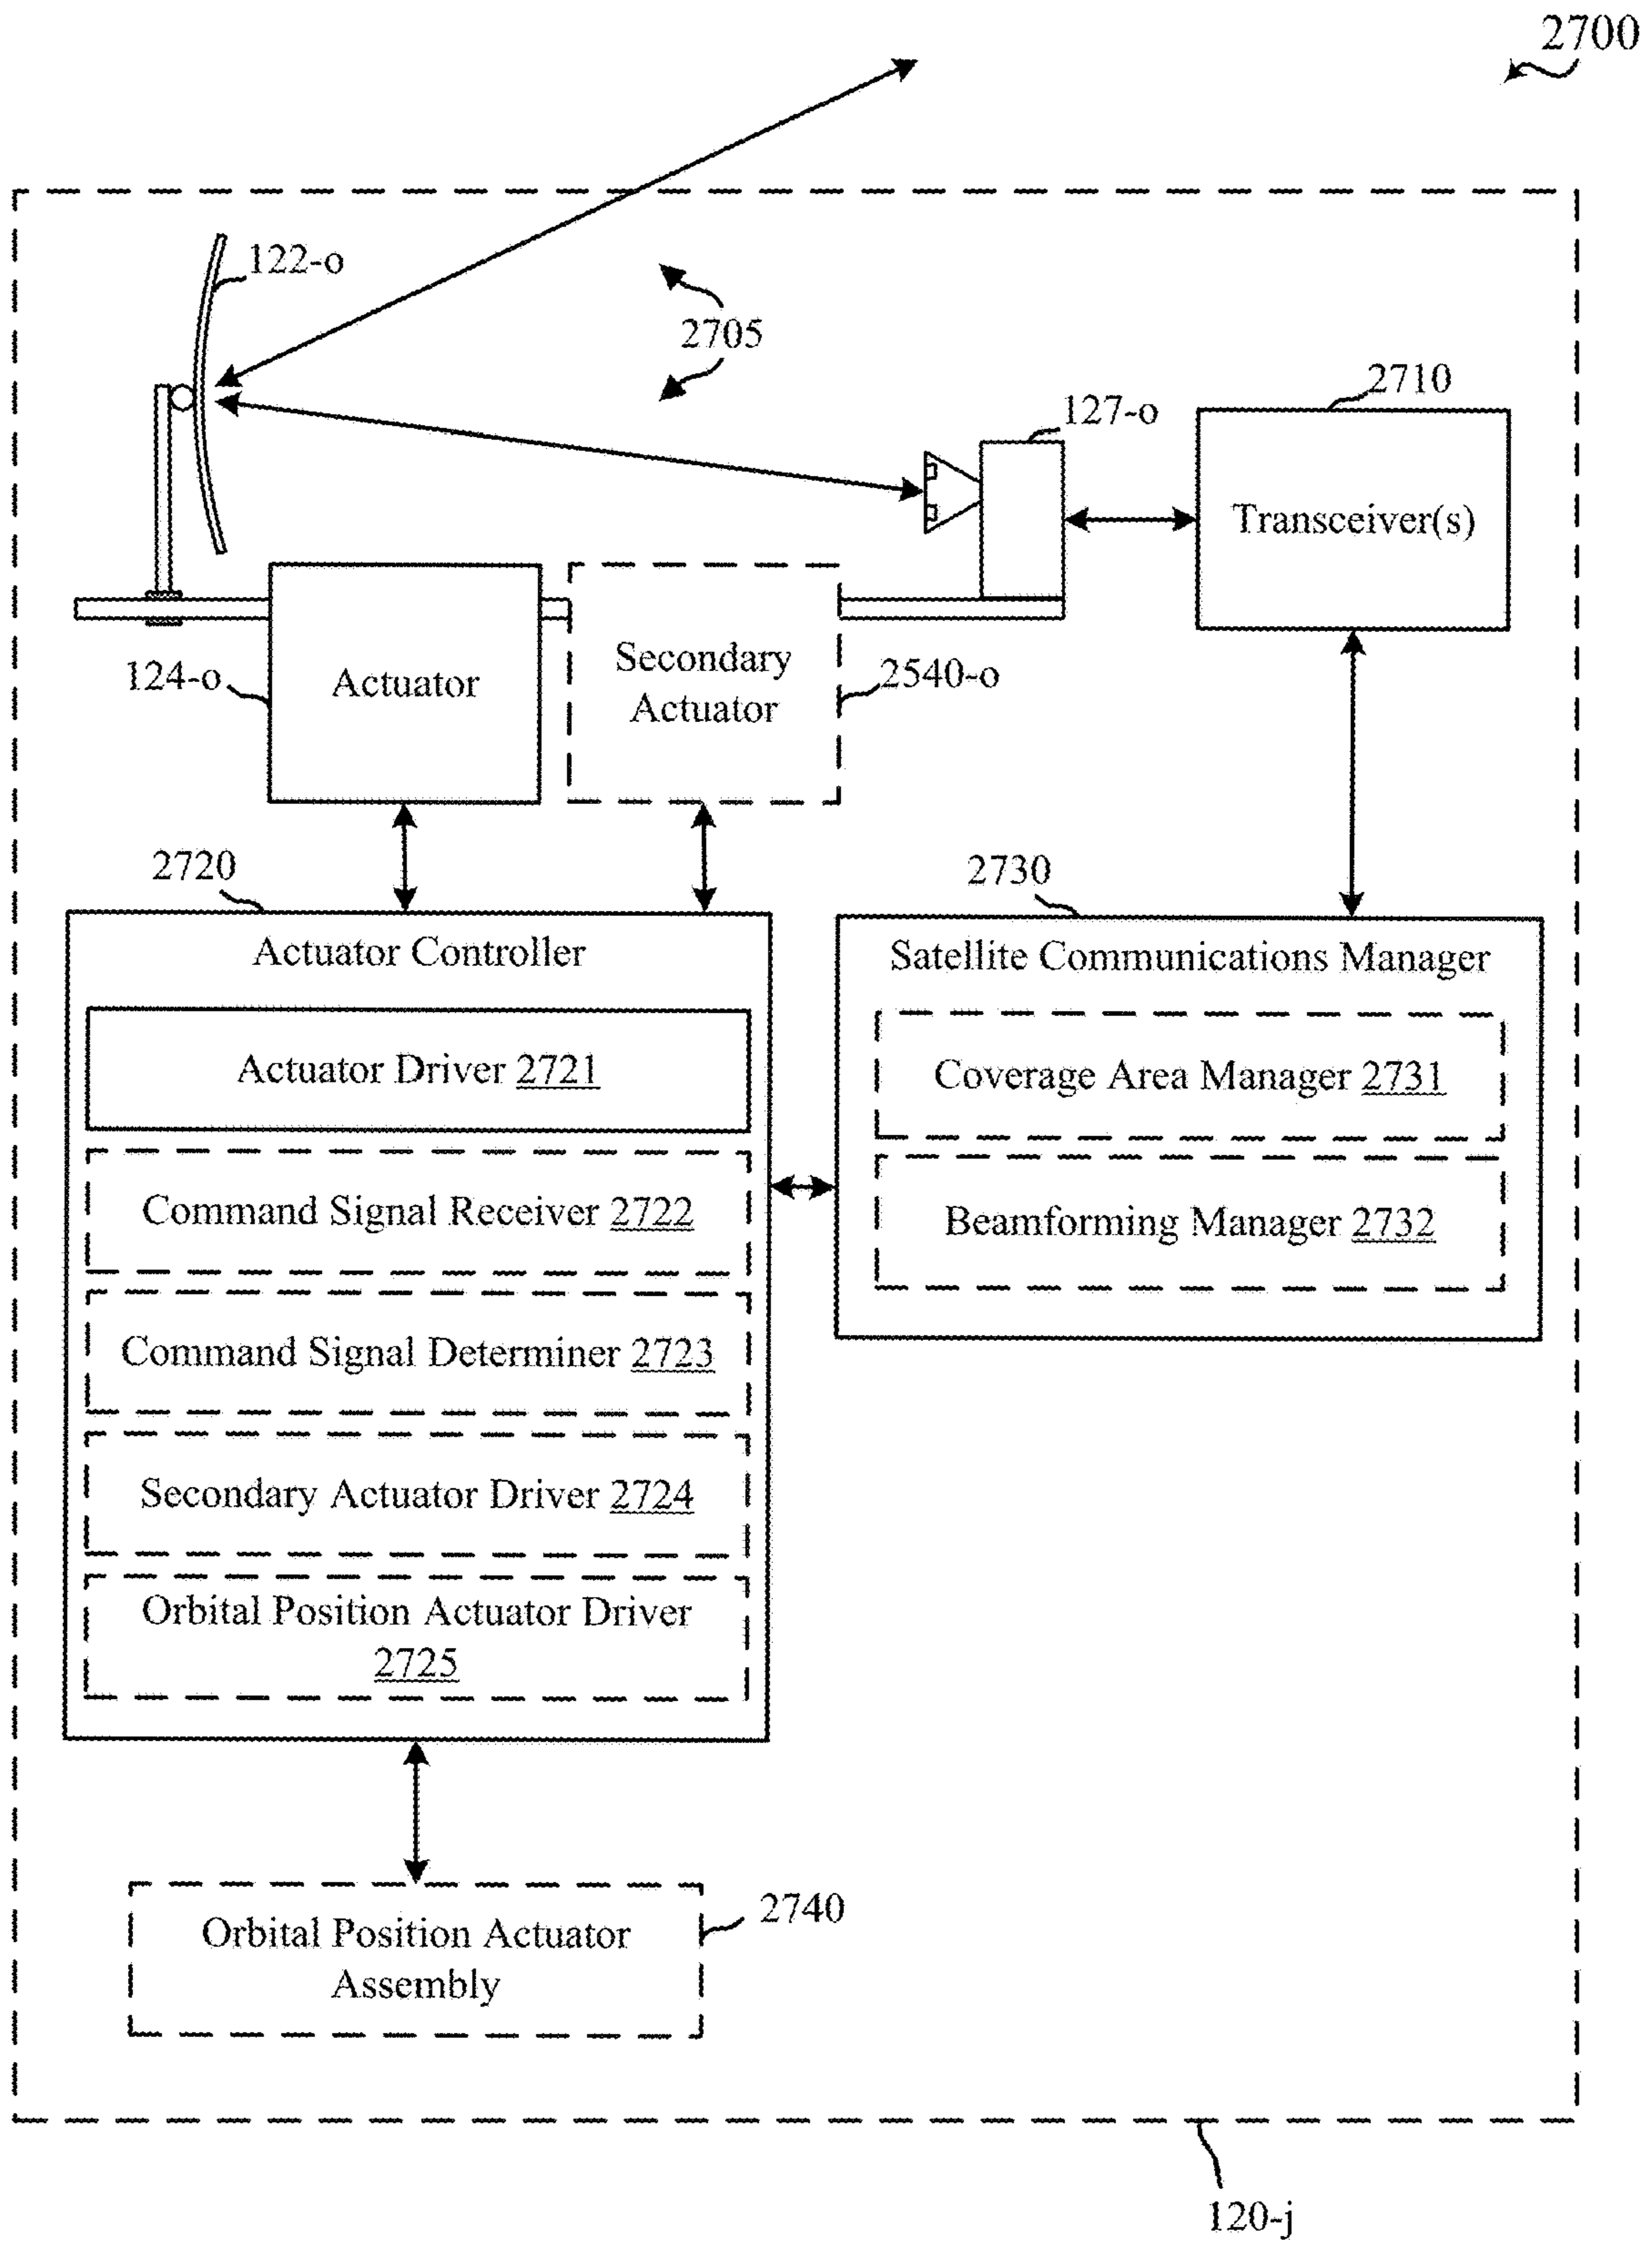 2700
122-o
2705
2710
127-o
Transceiver(s)
Secondary
Actuator
124-o
Actuator
2540-o
2720
2730
Actuator Controller
Satellite Communications Manager
Actuator Driver 2721
Coverage Area Manager 2731
Command Signal Receiver 2722
Beamforming Manager 2732
Command Signal Determiner 2723
Secondary Actuator Driver 2724
Orbital Position Actuator Driver
2725
2740
Orbital Position Actuator
Assembly
120-j